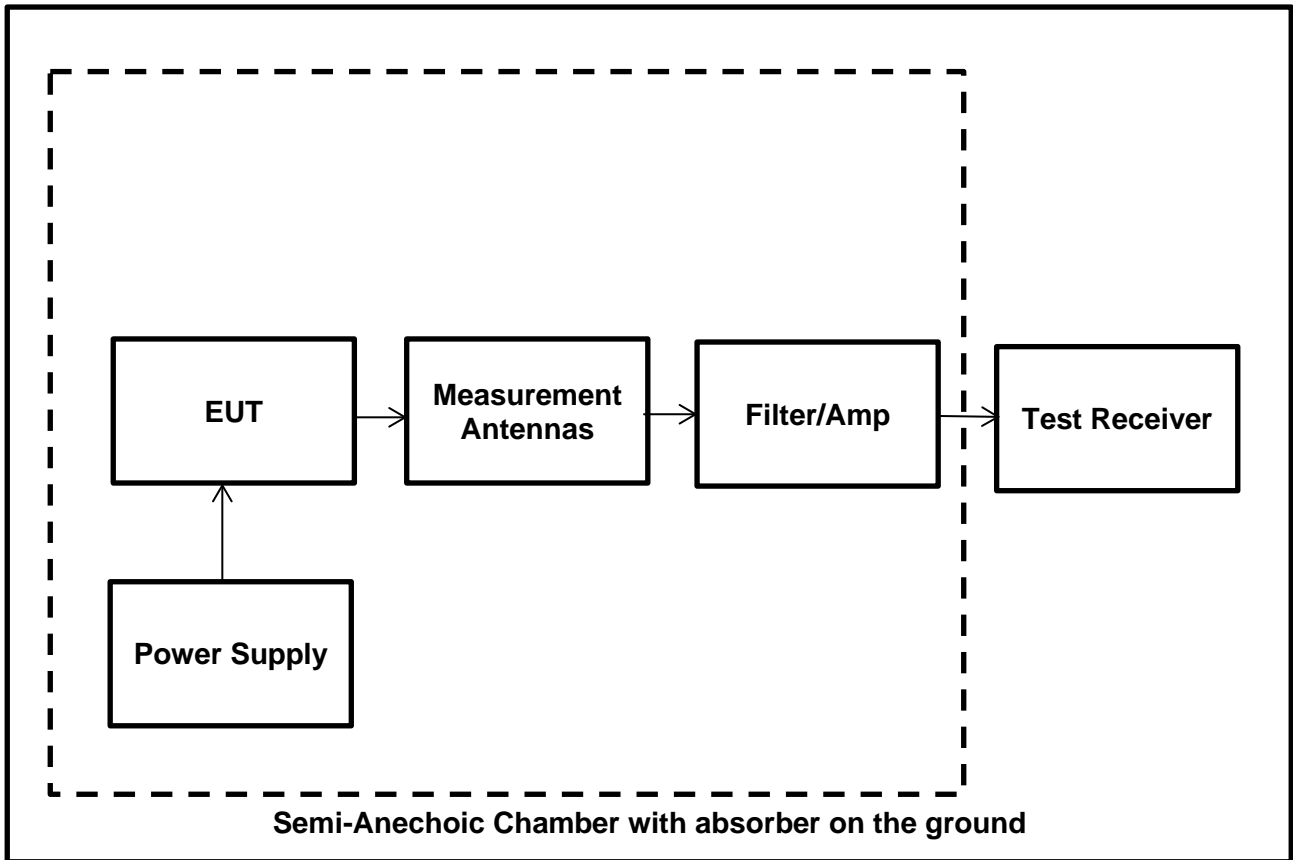 EUT
Measurement
Antennas
Filter/Amp
Test Receiver
Power Supply
Semi-Anechoic Chamber with absorber on the ground